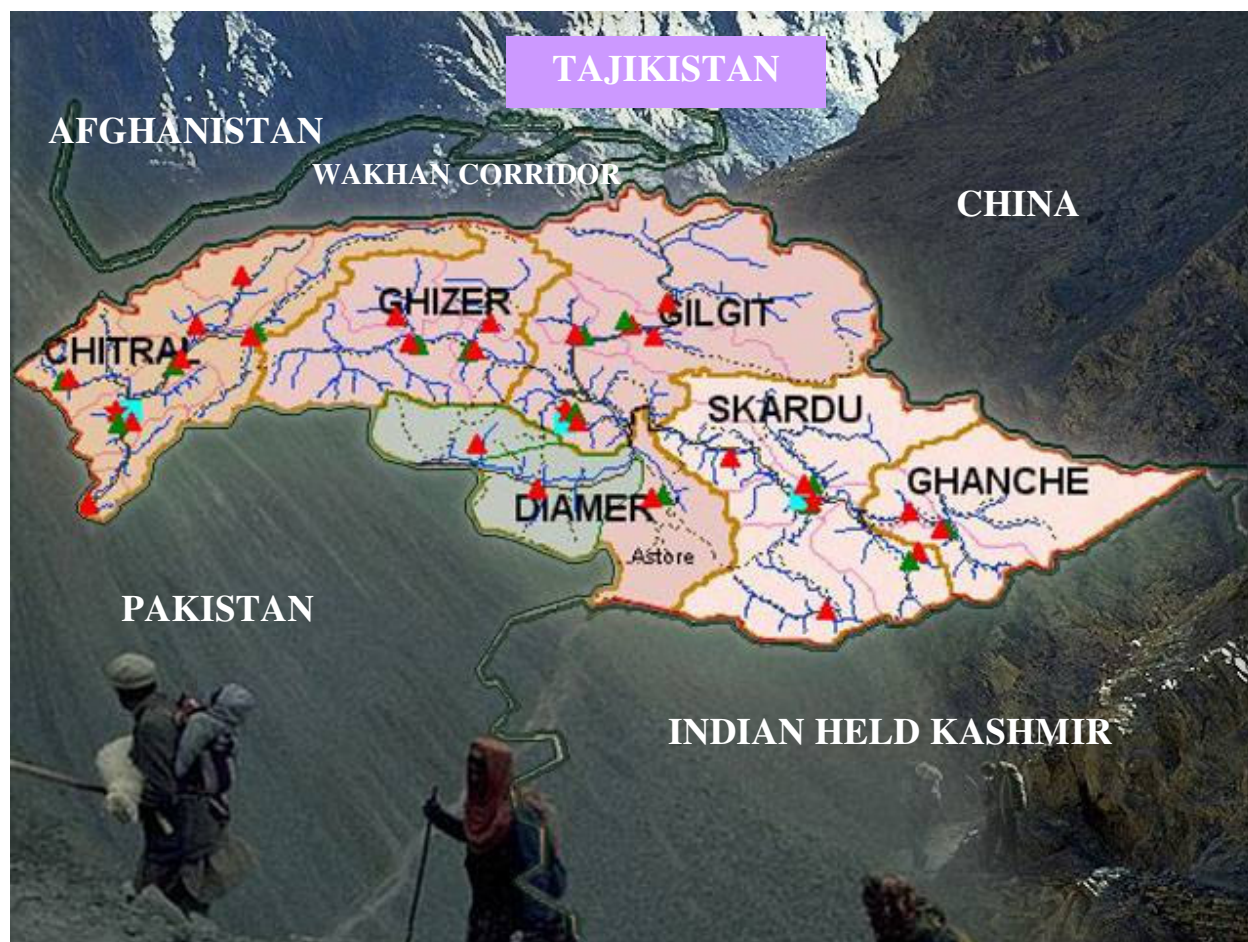 TAJIKISTAN
AFGHANISTAN
WAKHAN CORRIDOR
CHINA
GHIZER
GILGIT
CHITRAL
SKARDU
GHANCHE
DIAMER
Astore
PAKISTAN
INDIAN HELD KASHMIR